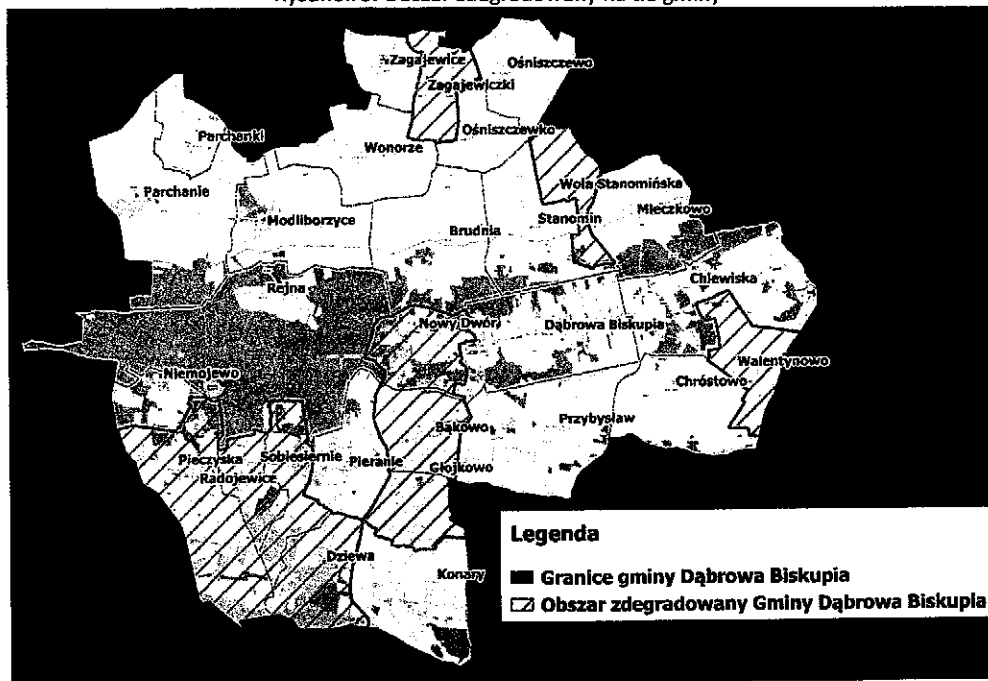 Zagajewice
Ośniszczewo
Zagajewiczki
Parchanki
Ośniszczewko
Wonorze
Parchanie
Wola Stanomińska
Modliborzyce
Stanomin
Mleczkowo
Brudnia
Rejna
Chlewiska
Nowy Dwór
Dąbrowa Biskupia
Walentynowo
Niemojewo
Chróstowo
Przybysław
Bąkowo
Pieczyska
Sobiesiernie
Pieranie
Głojkowo
Radojewice
Dziewa
Konary
Legenda
Granice gminy Dąbrowa Biskupia
Obszar zdegradowany Gminy Dąbrowa Biskupia